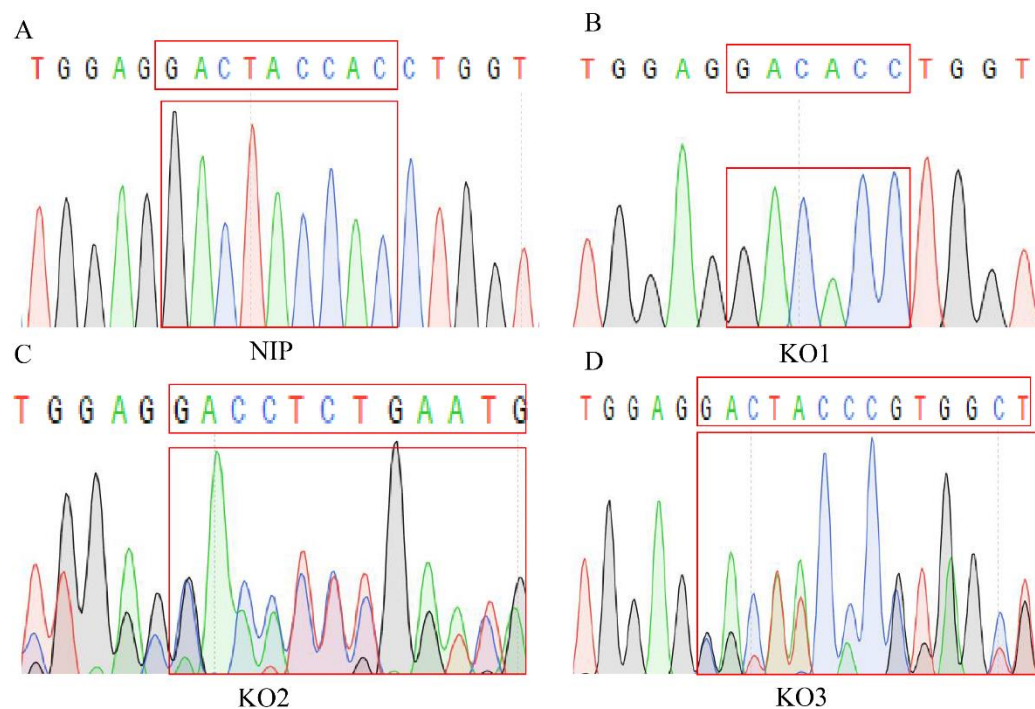 A
TGGAGGACTACCACCTGGT
NIP
B
TGGAGGACACCTGGT
KO1
C
TGGAGGACCTCTGAATG
KO2
D
TGGAGGACTACCCGTGGCT
KO3